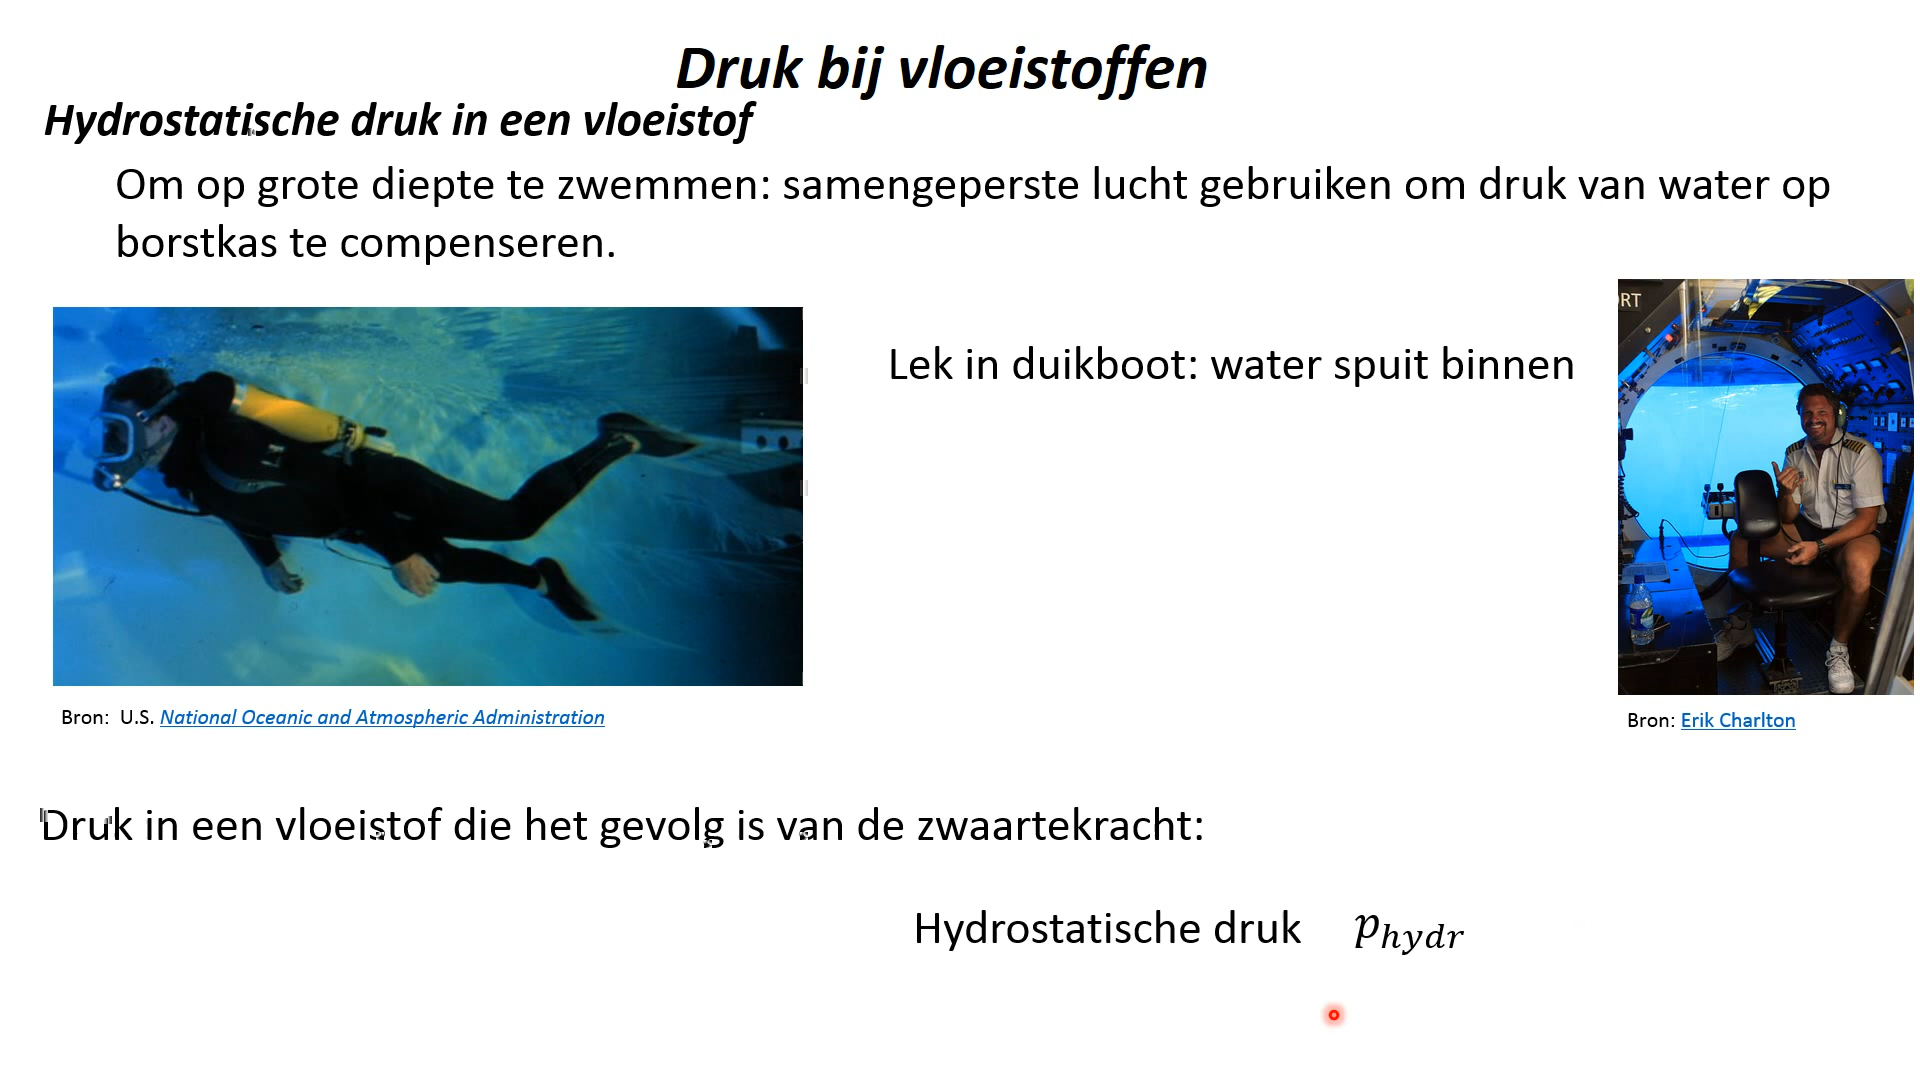 Druk bij vloeistoffen
Hydrostatische druk in een vloeistof
Om op grote diepte te zwemmen: samengeperste lucht gebruiken om druk van water op
borstkas te compenseren.
ORT
Lek in duikboot: water spuit binnen
Bron: U.S. National Oceanic and Atmospheric Administration
Bron: Erik Charlton
Druk in een vloeistof die het gevolg is van de zwaartekracht:
Hydrostatische druk p_hydr